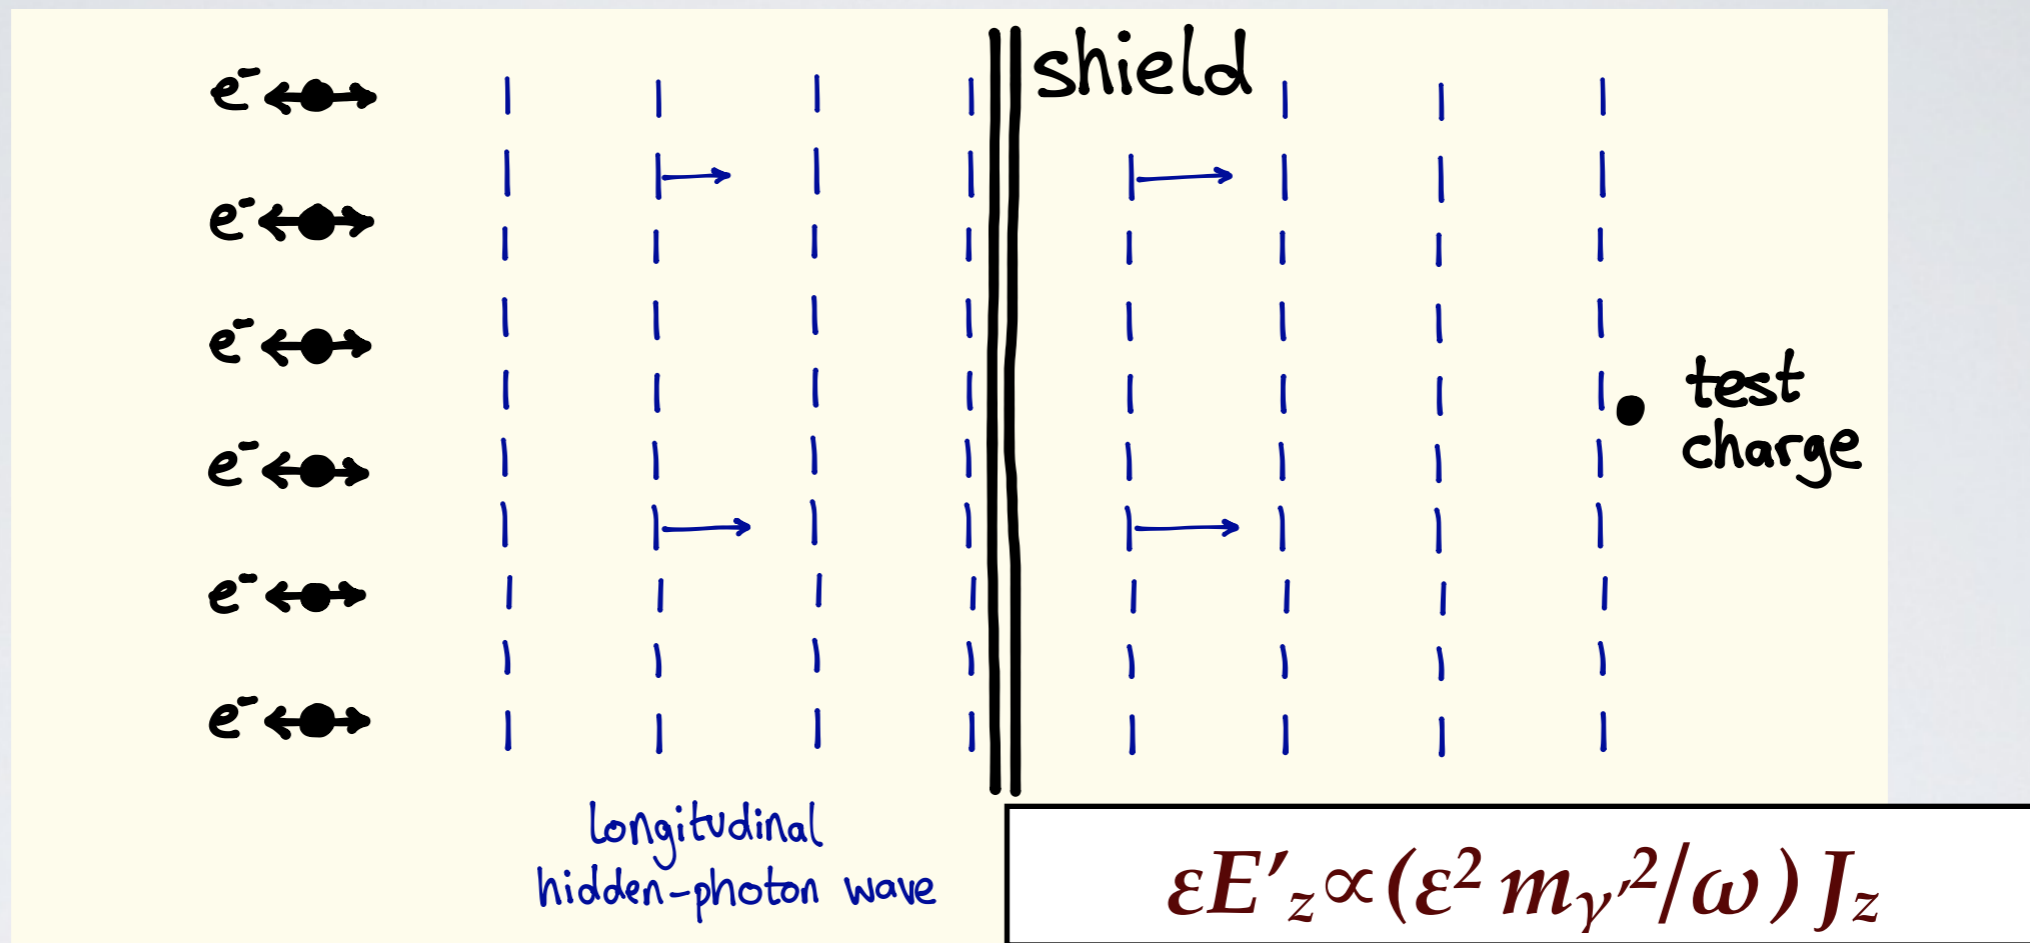 shield
e⁻
e⁻
e⁻
e⁻
e⁻
e⁻
test
charge
longitudinal
hidden-photon wave
εE′z∝(ε² mγ′²/ω) Jz